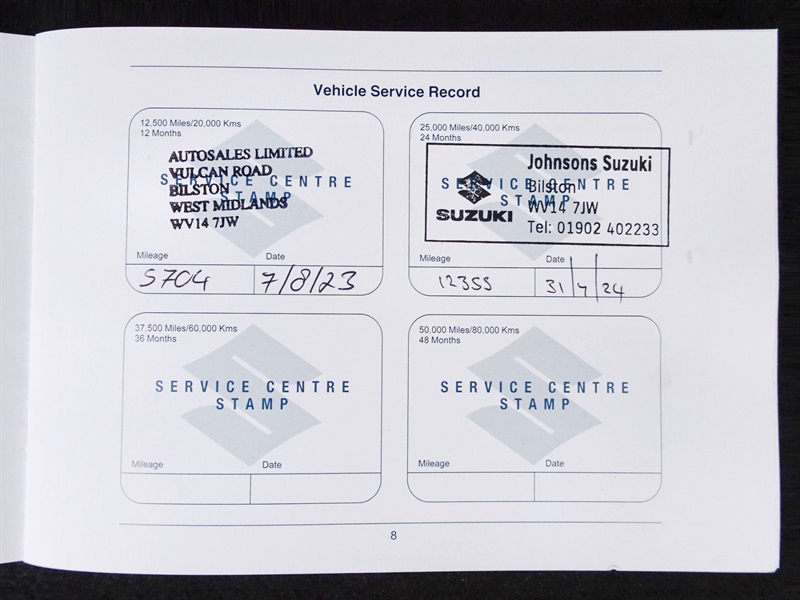 Vehicle Service Record
12,500 Miles/20,000 Kms
12 Months
AUTOSALES LIMITED
VULCAN ROAD
BILSTON
WEST MIDLANDS
WV14 7JW
SERVICE CENTRE
STAMP
Mileage
Date
5704
7/8/23
25,000 Miles/40,000 Kms
24 Months
SUZUKI
Johnsons Suzuki
Bilston
WV14 7JW
Tel: 01902 402233
SERVICE CENTRE
STAMP
Mileage
Date
12355
31/7/24
37,500 Miles/60,000 Kms
36 Months
SERVICE CENTRE
STAMP
Mileage
Date
50,000 Miles/80,000 Kms
48 Months
SERVICE CENTRE
STAMP
Mileage
Date
8